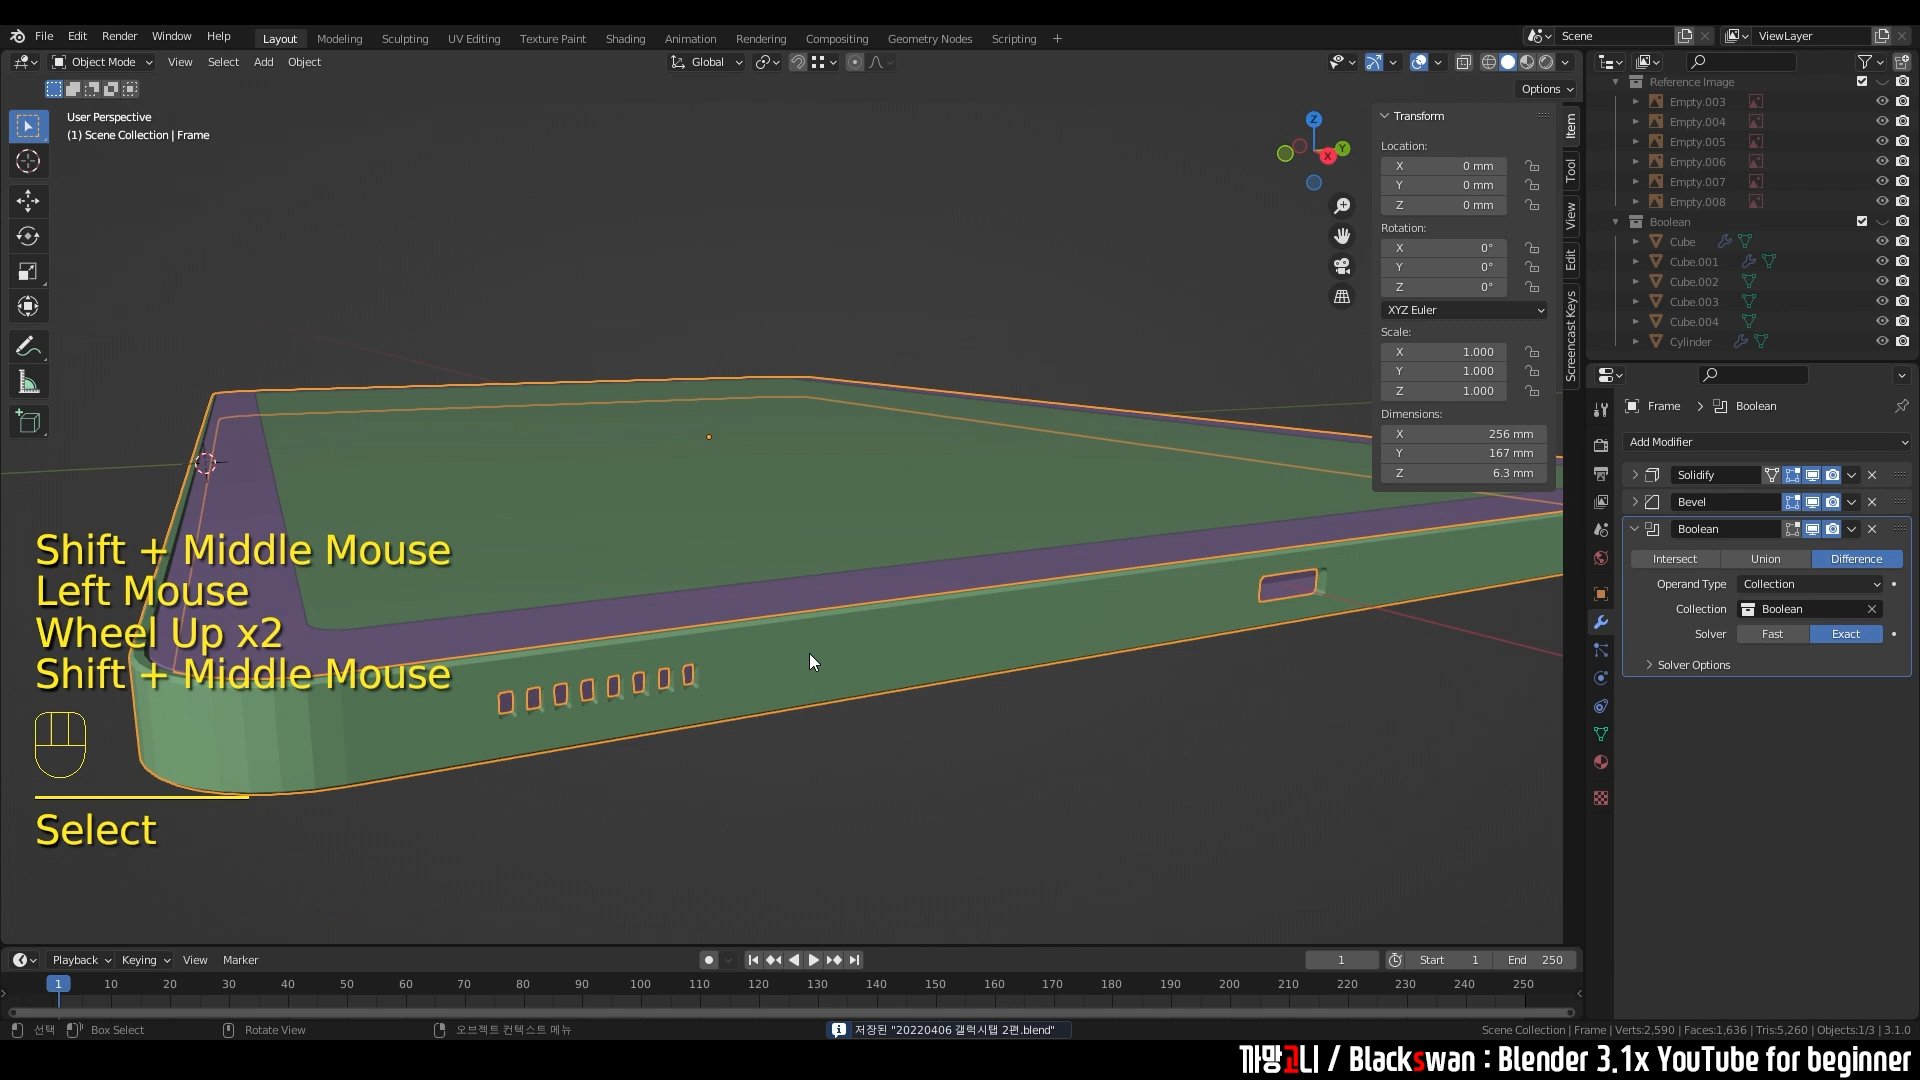 File Edit Render Window Help Layout Modeling Sculpting UV Editing Texture Paint Shading Animation Rendering Compositing Geometry Nodes Scripting + Scene ViewLayer
Object Mode View Select Add Object Global
Options
User Perspective
(1) Scene Collection | Frame
Z
Y
X
Transform
Location:
X 0 mm
Y 0 mm
Z 0 mm
Rotation:
X 0°
Y 0°
Z 0°
XYZ Euler
Scale:
X 1.000
Y 1.000
Z 1.000
Dimensions:
X 256 mm
Y 167 mm
Z 6.3 mm
Item
Tool
View
Edit
Screencast Keys
Reference Image
Empty.003
Empty.004
Empty.005
Empty.006
Empty.007
Empty.008
Boolean
Cube
Cube.001
Cube.002
Cube.003
Cube.004
Cylinder
Frame > Boolean
Add Modifier
Solidify
Bevel
Boolean
Intersect Union Difference
Operand Type Collection
Collection Boolean
Solver Fast Exact
Solver Options
Shift + Middle Mouse
Left Mouse
Wheel Up x2
Shift + Middle Mouse
Select
Playback Keying View Marker 1 Start 1 End 250
1 10 20 30 40 50 60 70 80 90 100 110 120 130 140 150 160 170 180 190 200 210 220 230 240 250
선택 Box Select Rotate View 오브젝트 컨텍스트 메뉴 저장된 "20220406 갤럭시탭 2편.blend" Scene Collection | Frame | Verts:2,590 | Faces:1,636 | Tris:5,260 | Objects:1/3 | 3.1.0
까망고니 / Blackswan : Blender 3.1x YouTube for beginner